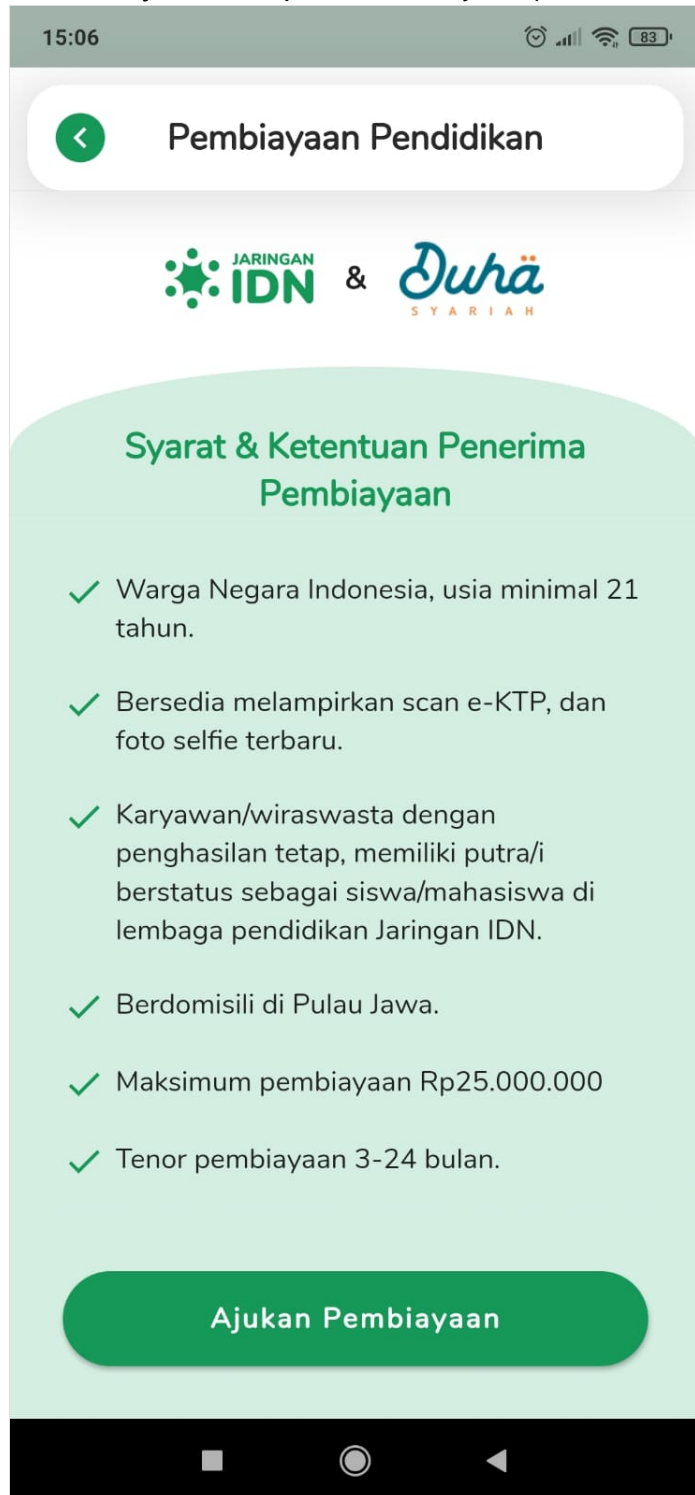 15:06
83
Pembiayaan Pendidikan
JARINGAN
IDN
&
Duhä
SYARIAH
Syarat & Ketentuan Penerima
Pembiayaan
Warga Negara Indonesia, usia minimal 21
tahun.
Bersedia melampirkan scan e-KTP, dan
foto selfie terbaru.
Karyawan/wiraswasta dengan
penghasilan tetap, memiliki putra/i
berstatus sebagai siswa/mahasiswa di
lembaga pendidikan Jaringan IDN.
Berdomisili di Pulau Jawa.
Maksimum pembiayaan Rp25.000.000
Tenor pembiayaan 3-24 bulan.
Ajukan Pembiayaan